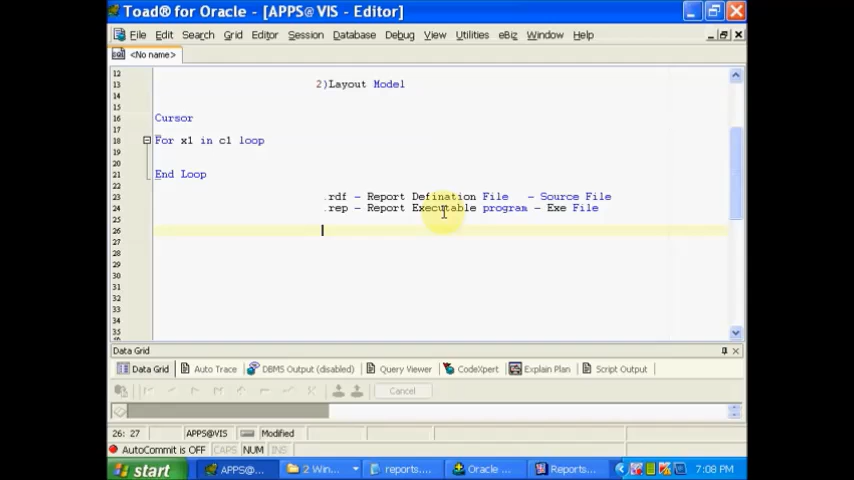 Toad® for Oracle - [APPS@VIS - Editor]
File Edit Search Grid Editor Session Database Debug View Utilities eBiz Window Help
<No name>
12
13 2)Layout Model
14
15
16 Cursor
17
18 For x1 in c1 loop
19
20
21 End Loop
22
23 .rdf - Report Defination File - Source File
24 .rep - Report Executable program - Exe File
25
26
27
28
29
30
31
32
33
34
35
Data Grid
Data Grid Auto Trace DBMS Output (disabled) Query Viewer CodeXpert Explain Plan Script Output
Cancel
26: 27 APPS@VIS Modified
AutoCommit is OFF CAPS NUM INS
start APPS@... 2 Win... reports.... Oracle ... Reports... 7:08 PM